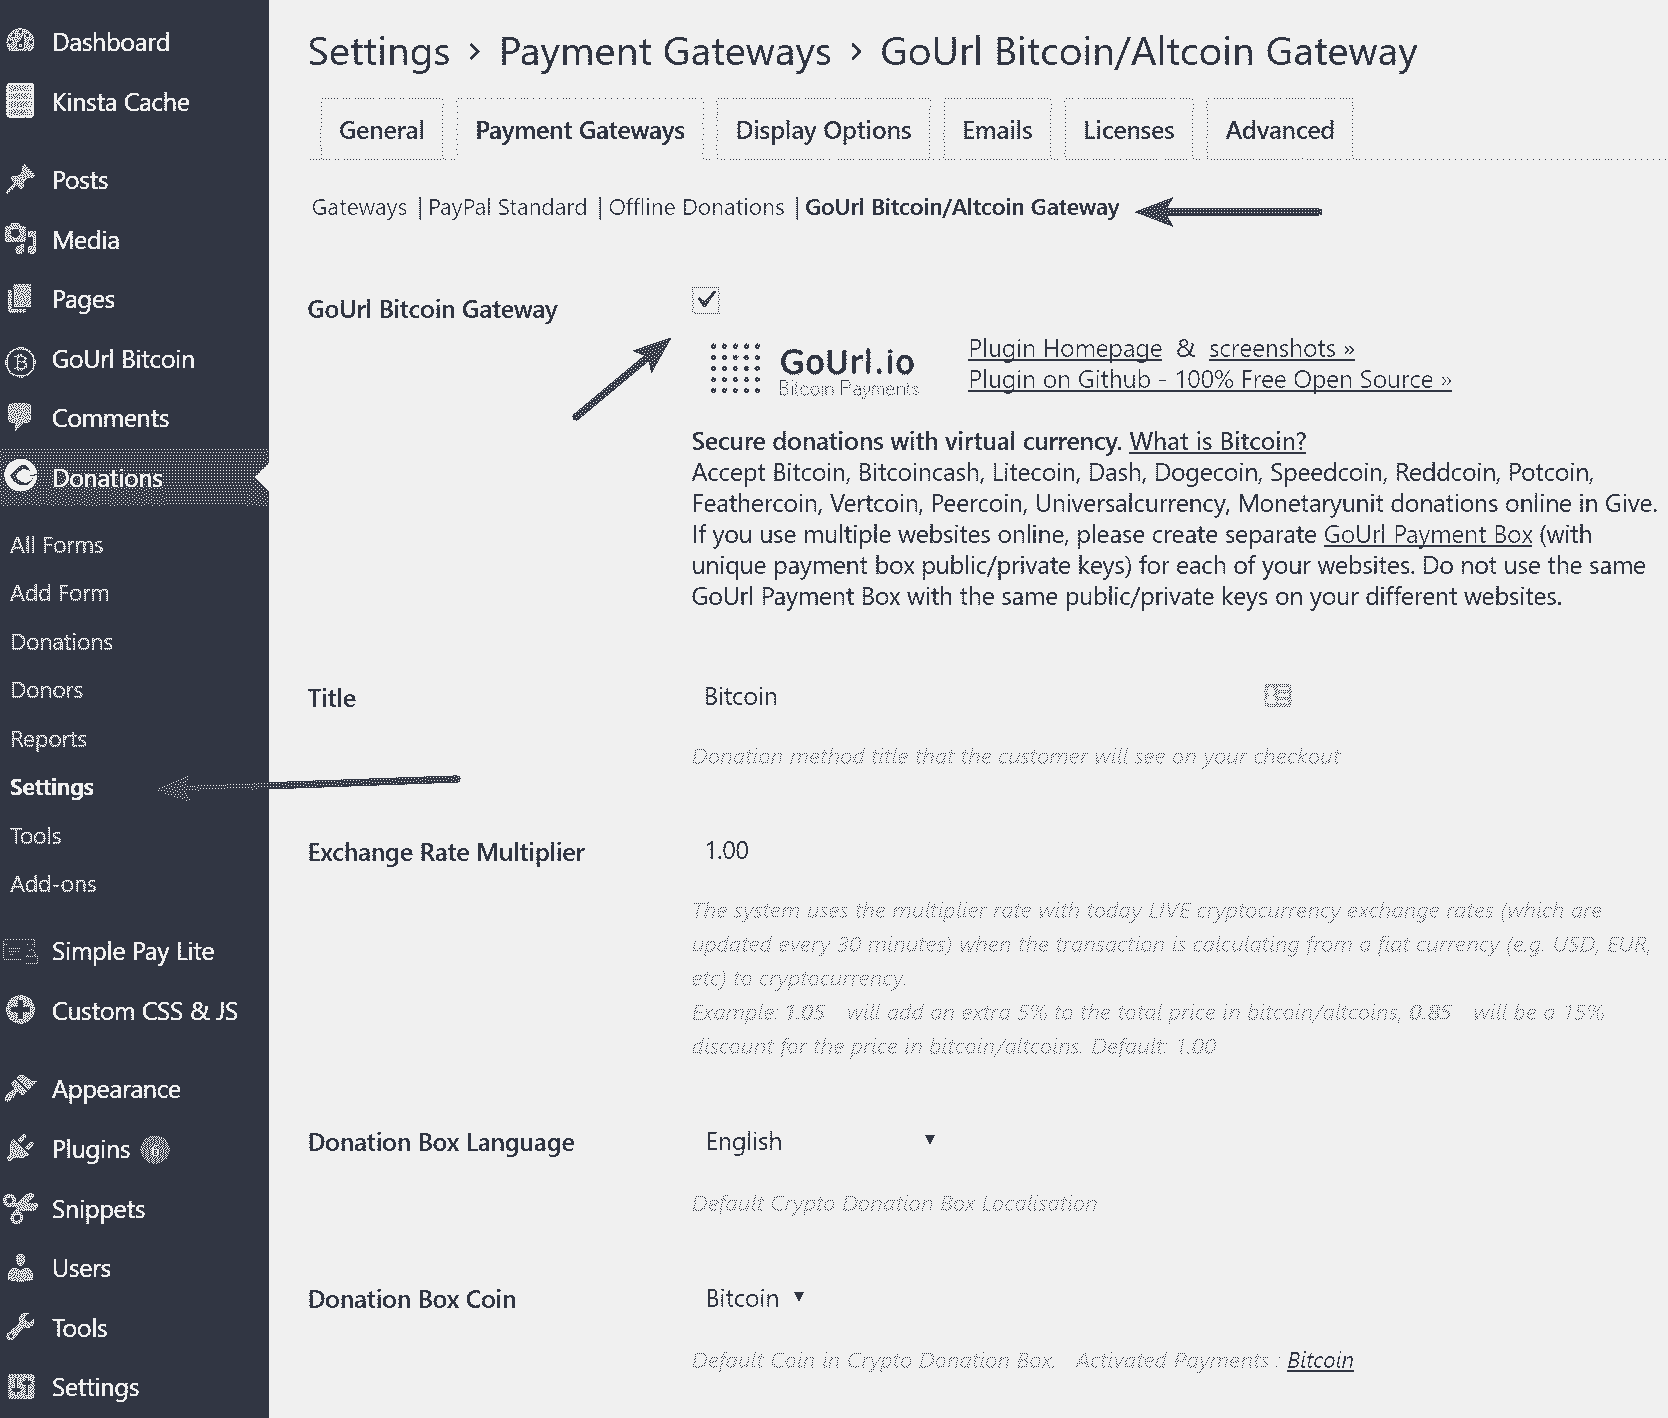 Dashboard
Kinsta Cache
Posts
Media
Pages
GoUrl Bitcoin
Comments
Donations
All Forms
Add Form
Donations
Donors
Reports
Settings
Tools
Add-ons
Simple Pay Lite
Custom CSS & JS
Appearance
Plugins 6
Snippets
Users
Tools
Settings
Settings › Payment Gateways › GoUrl Bitcoin/Altcoin Gateway
General Payment Gateways Display Options Emails Licenses Advanced
Gateways | PayPal Standard | Offline Donations | GoUrl Bitcoin/Altcoin Gateway
GoUrl Bitcoin Gateway
GoUrl.io
Bitcoin Payments
Plugin Homepage & screenshots »
Plugin on Github - 100% Free Open Source »
Secure donations with virtual currency. What is Bitcoin?
Accept Bitcoin, Bitcoincash, Litecoin, Dash, Dogecoin, Speedcoin, Reddcoin, Potcoin,
Feathercoin, Vertcoin, Peercoin, Universalcurrency, Monetaryunit donations online in Give.
If you use multiple websites online, please create separate GoUrl Payment Box (with
unique payment box public/private keys) for each of your websites. Do not use the same
GoUrl Payment Box with the same public/private keys on your different websites.
Title Bitcoin
Donation method title that the customer will see on your checkout
Exchange Rate Multiplier 1.00
The system uses the multiplier rate with today LIVE cryptocurrency exchange rates (which are
updated every 30 minutes) when the transaction is calculating from a fiat currency (e.g. USD, EUR,
etc) to cryptocurrency.
Example: 1.05 will add an extra 5% to the total price in bitcoin/altcoins, 0.85 will be a 15%
discount for the price in bitcoin/altcoins. Default: 1.00
Donation Box Language English
Default Crypto Donation Box Localisation
Donation Box Coin Bitcoin
Default Coin in Crypto Donation Box. Activated Payments : Bitcoin